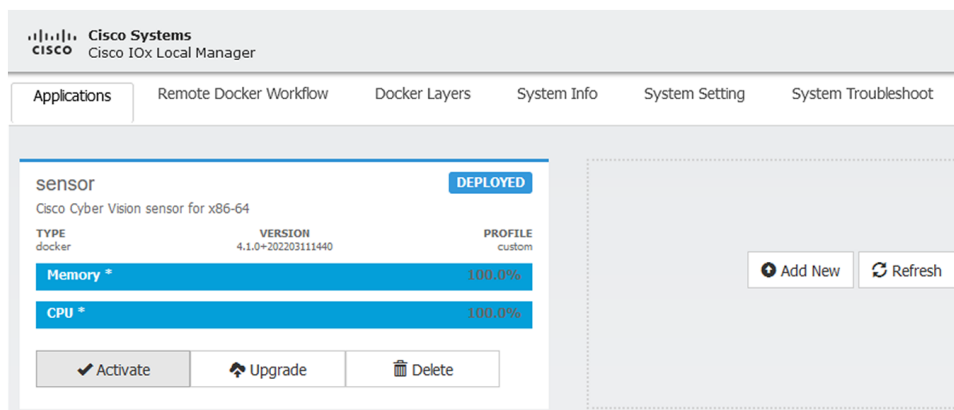 Cisco Systems
CISCO Cisco IOx Local Manager
Applications Remote Docker Workflow Docker Layers System Info System Setting System Troubleshoot
sensor DEPLOYED
Cisco Cyber Vision sensor for x86-64
TYPE VERSION PROFILE
docker 4.1.0+202203111440 custom
Memory * 100.0%
Add New Refresh
CPU * 100.0%
Activate Upgrade Delete